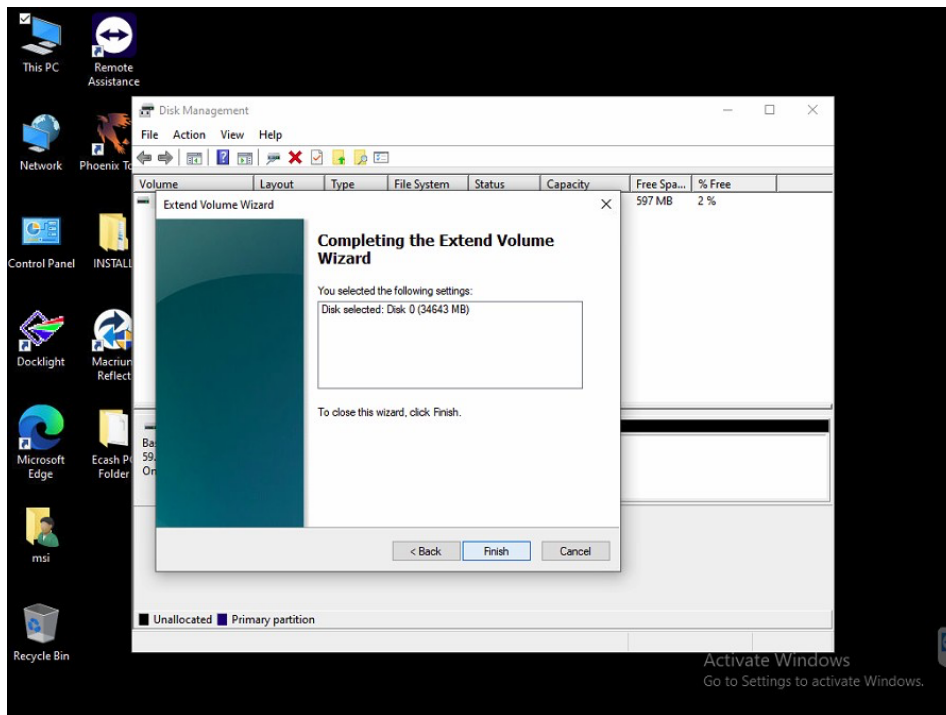 This PC
Remote
Assistance
Network
Phoenix To
Control Panel
INSTALL
Docklight
Macrium
Reflect
Microsoft
Edge
Ecash P
Folder
msi
Recycle Bin
Disk Management
File Action View Help
Volume Layout Type File System Status Capacity Free Spa... % Free
597 MB 2 %
Extend Volume Wizard
Completing the Extend Volume
Wizard
You selected the following settings:
Disk selected: Disk 0 (34643 MB)
To close this wizard, click Finish.
< Back Finish Cancel
Ba
59.
On
Unallocated Primary partition
Activate Windows
Go to Settings to activate Windows.